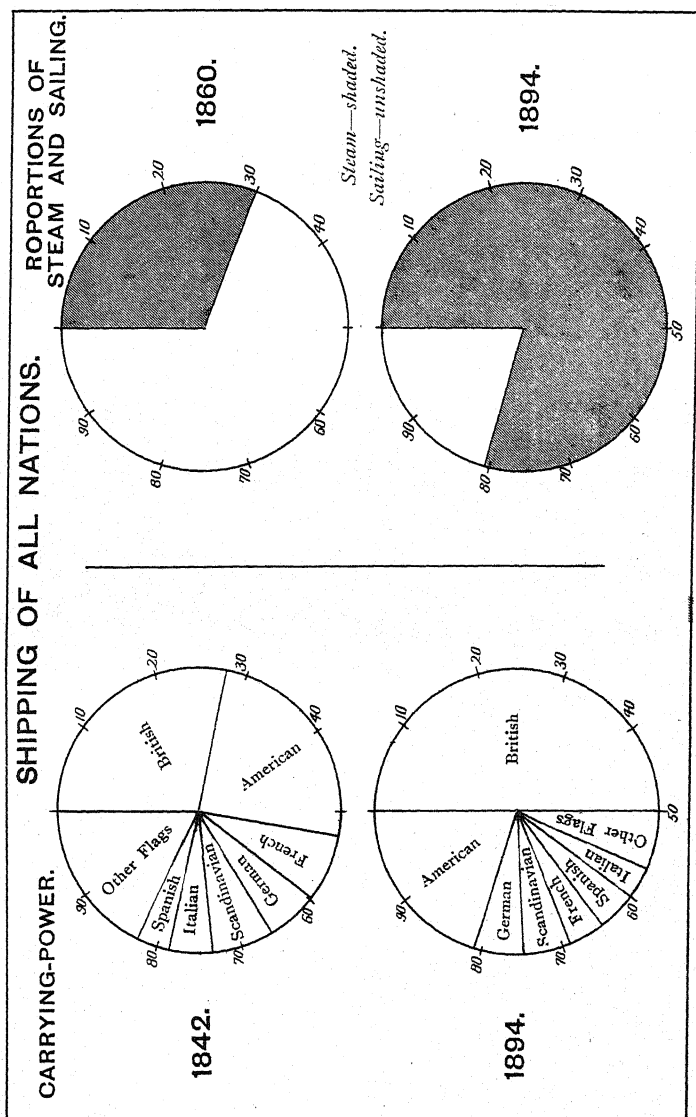 SHIPPING OF ALL NATIONS.
CARRYING-POWER.
1842.
10
20
30
40
60
70
80
90
British
American
French
German
Scandinavian
Italian
Spanish
Other Flags
1894.
10
20
30
40
50
60
70
80
90
British
Other Flags
Italian
Spanish
French
Scandinavian
German
American
ROPORTIONS OF
STEAM AND SAILING.
1860.
10
20
30
40
60
70
80
90
Steam—shaded.
Sailing—unshaded.
1894.
10
20
30
40
50
60
70
80
90